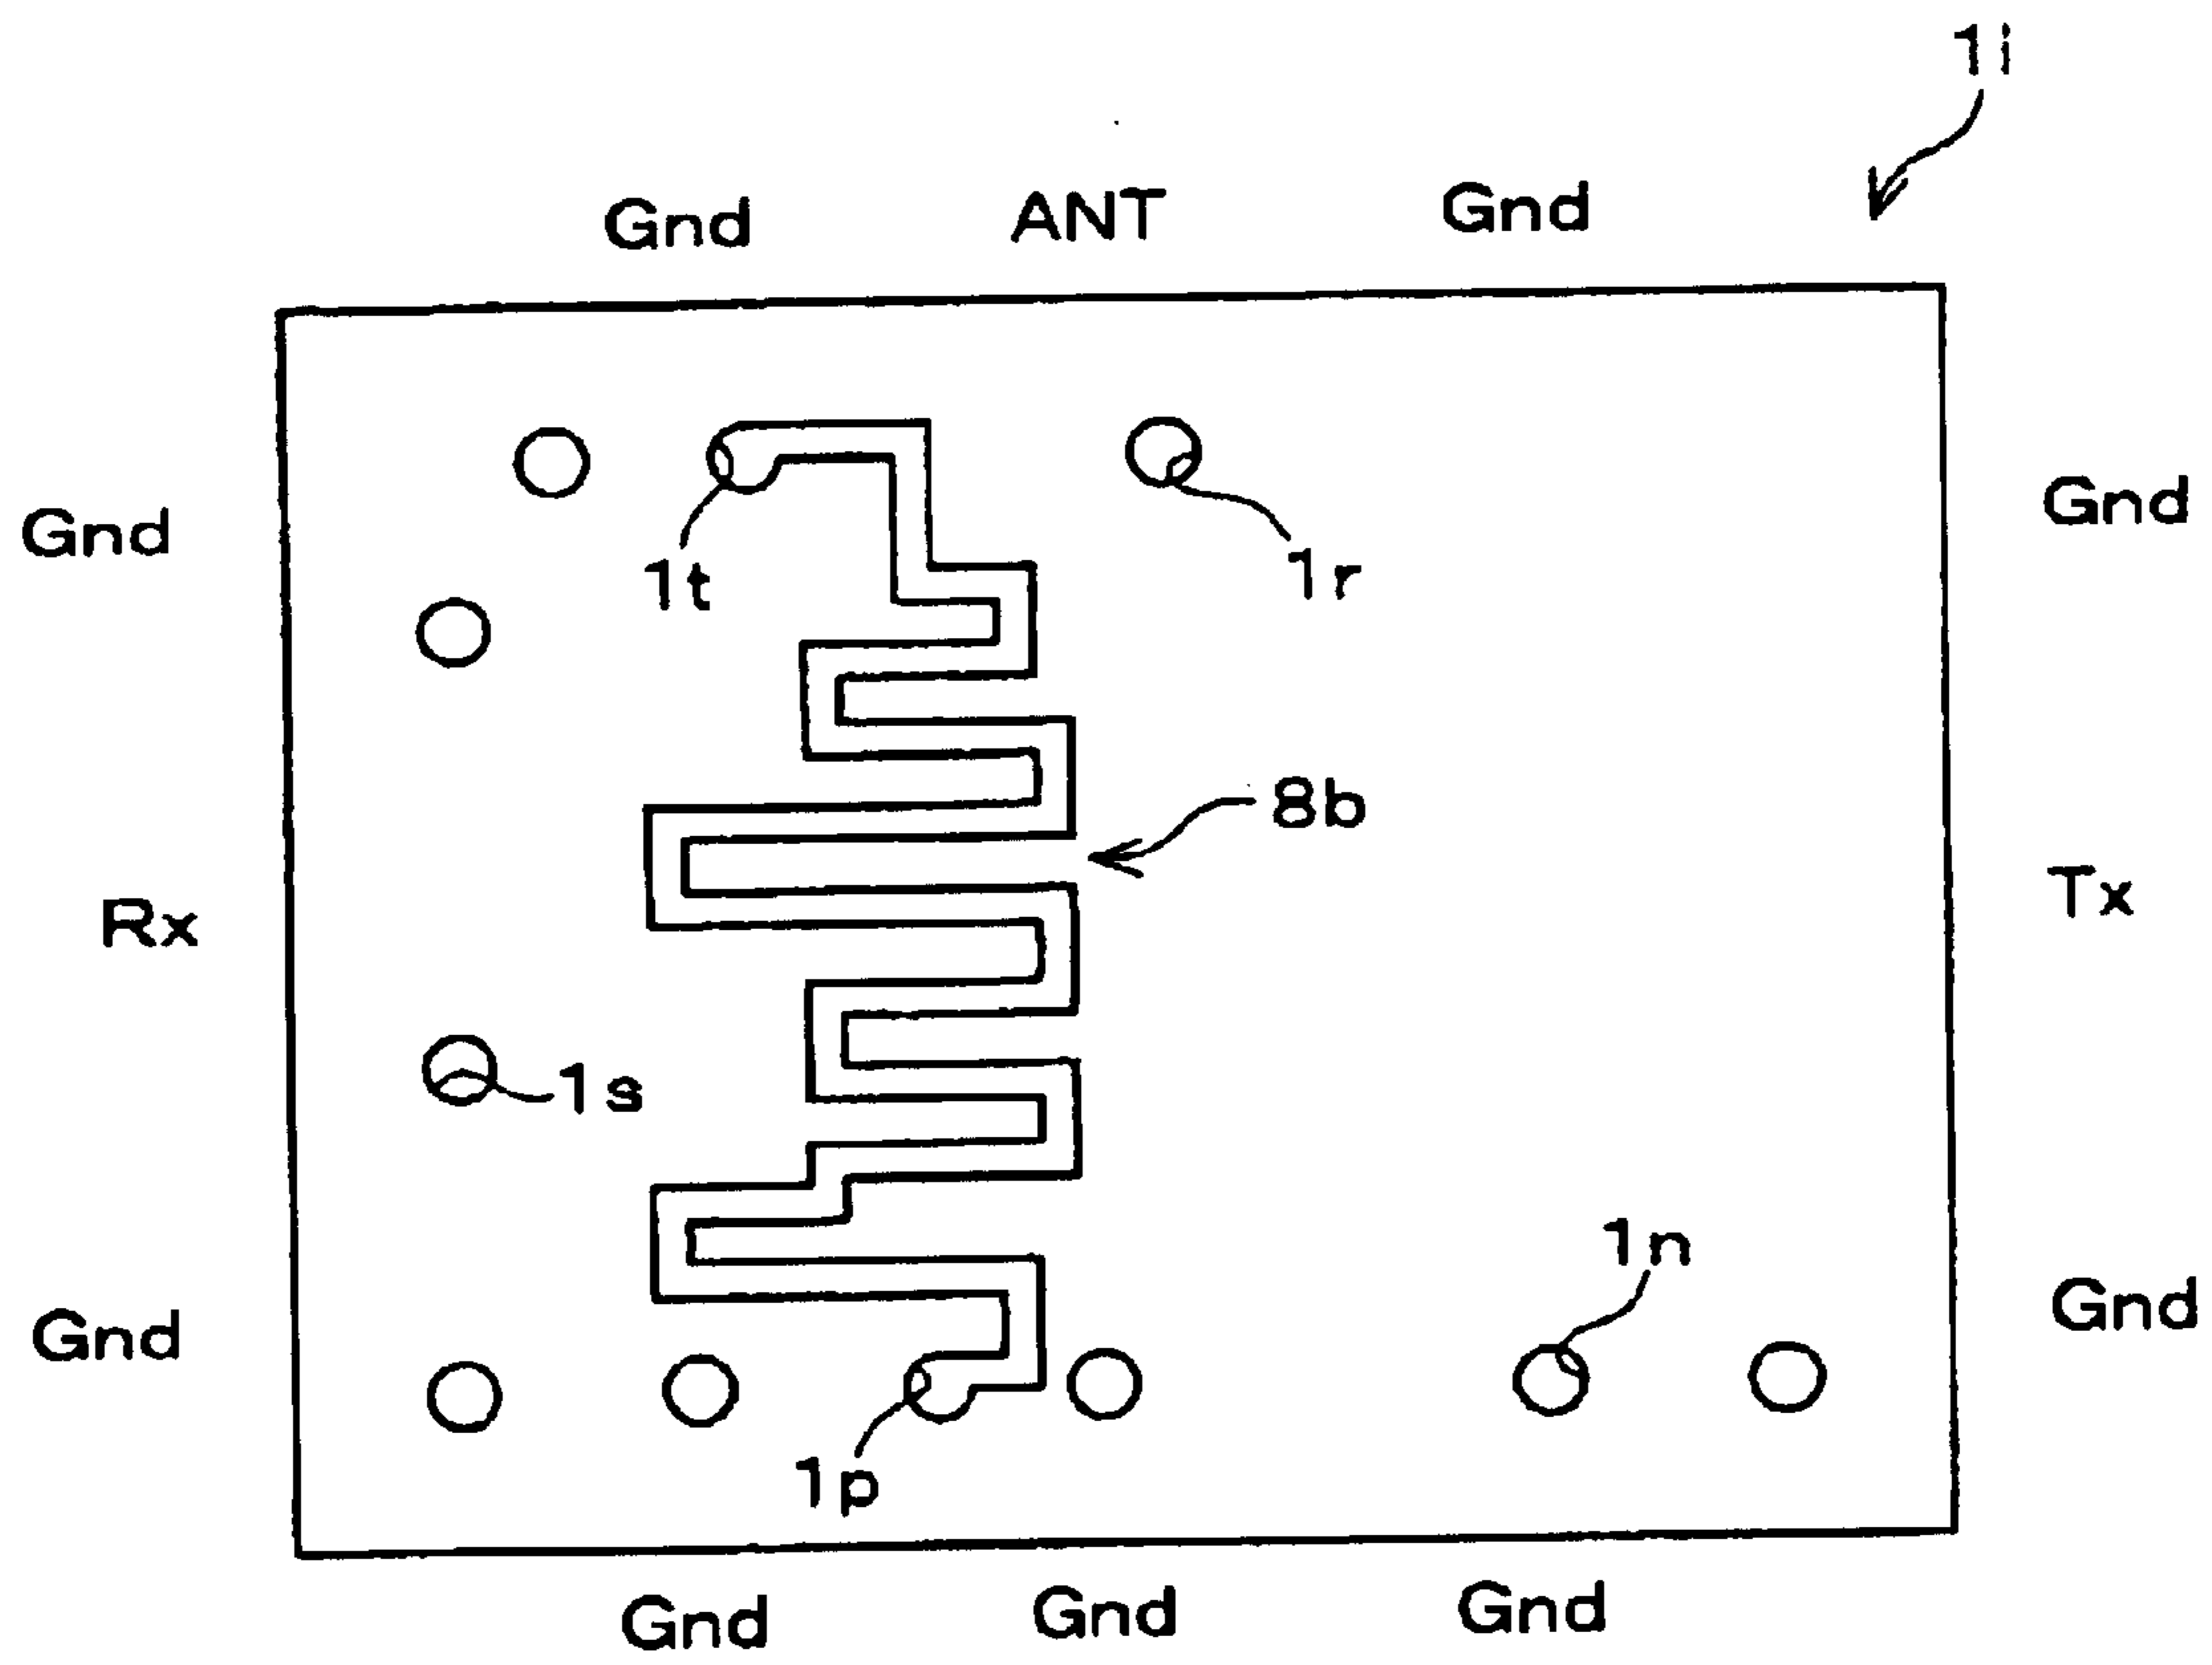 1i
Gnd ANT Gnd
Gnd Gnd
1t 1r
8b
Rx Tx
1s
1n
Gnd Gnd
1p
Gnd Gnd Gnd